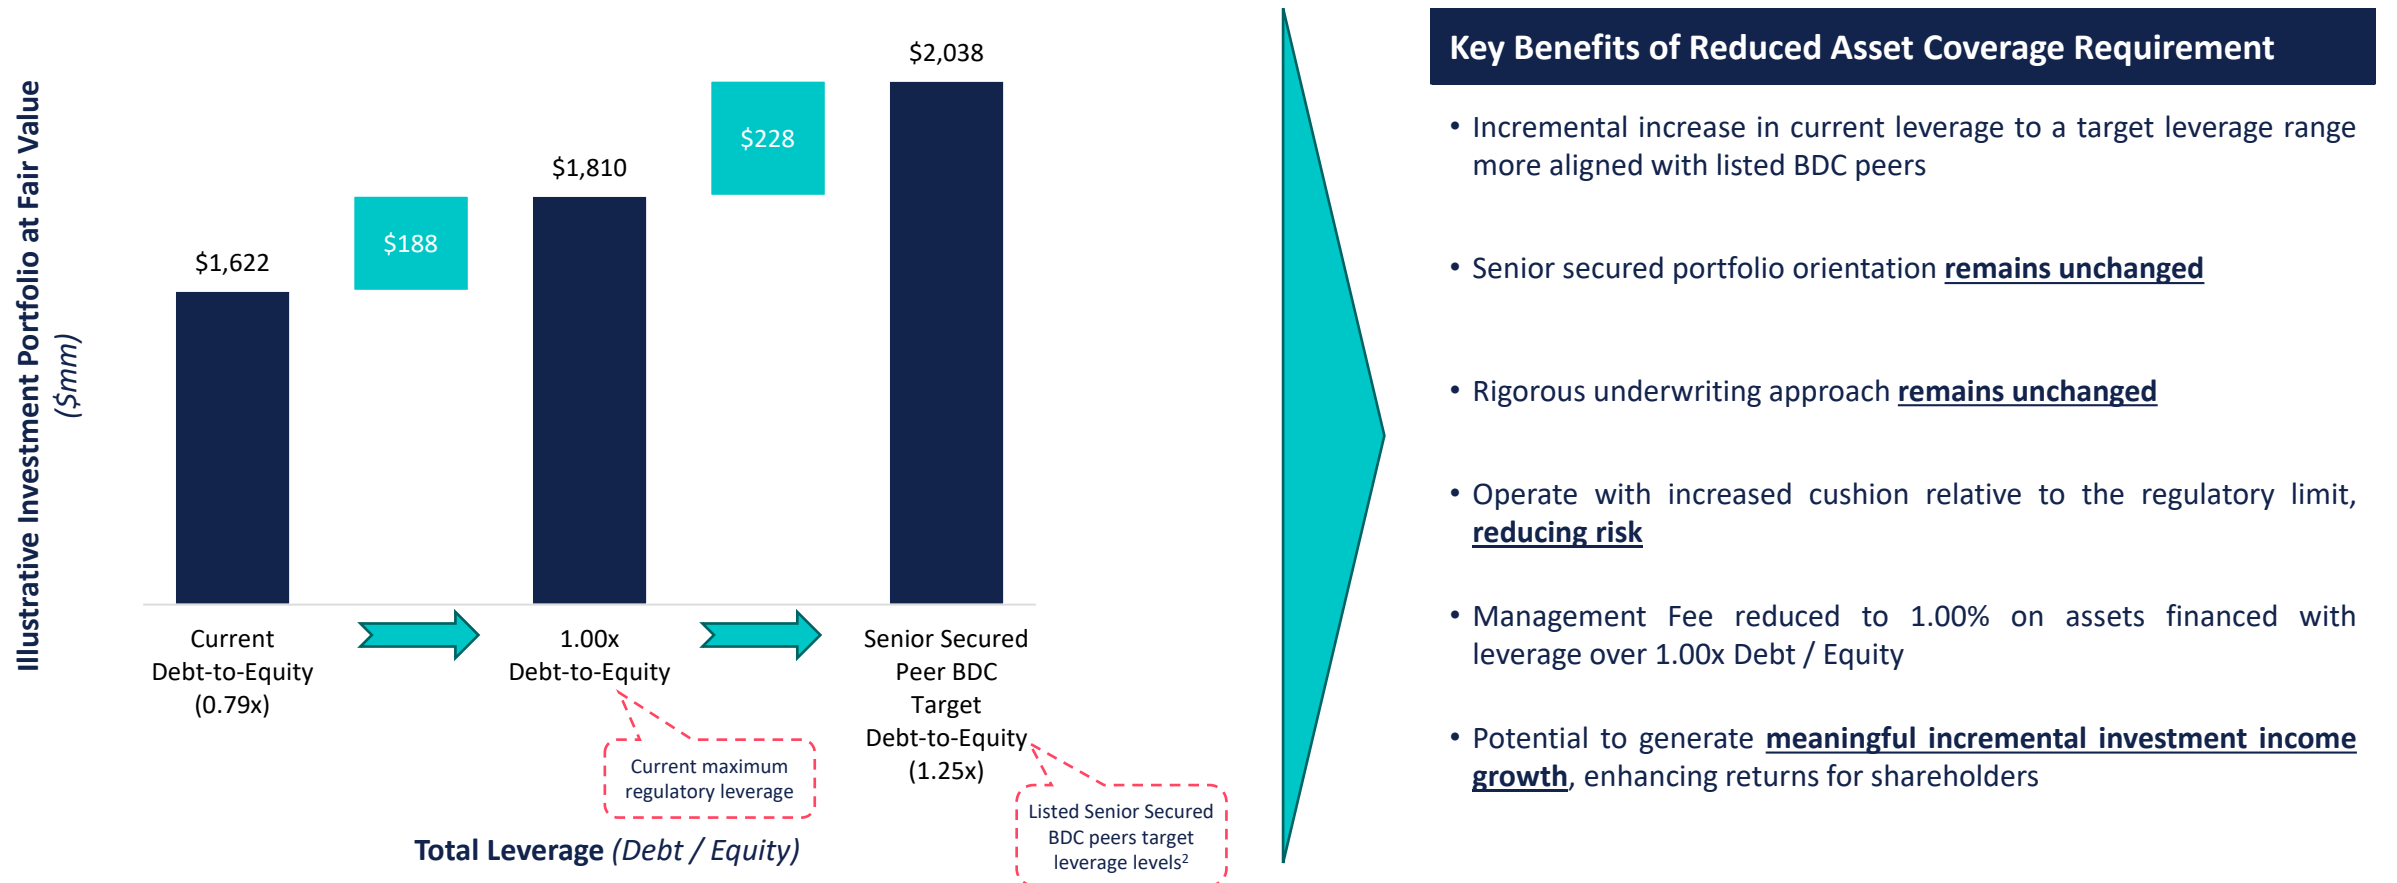 Illustrative Investment Portfolio at Fair Value
($mm)
$1,622
$188
$1,810
$228
$2,038
Current
Debt-to-Equity
(0.79x)
1.00x
Debt-to-Equity
Senior Secured
Peer BDC
Target
Debt-to-Equity
(1.25x)
Current maximum
regulatory leverage
Listed Senior Secured
BDC peers target
leverage levels²
Total Leverage (Debt / Equity)
Key Benefits of Reduced Asset Coverage Requirement
• Incremental increase in current leverage to a target leverage range
more aligned with listed BDC peers
• Senior secured portfolio orientation remains unchanged
• Rigorous underwriting approach remains unchanged
• Operate with increased cushion relative to the regulatory limit,
reducing risk
• Management Fee reduced to 1.00% on assets financed with
leverage over 1.00x Debt / Equity
• Potential to generate meaningful incremental investment income
growth, enhancing returns for shareholders